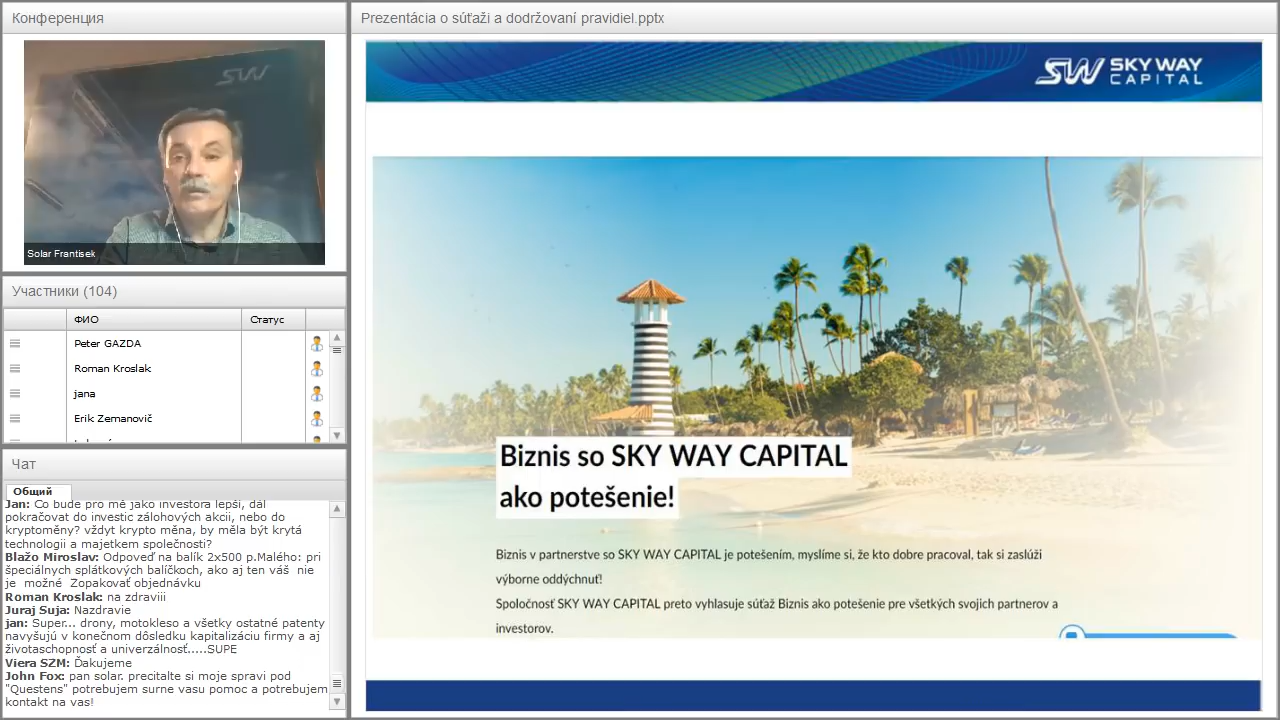 Конференция
SW
Solar Frantisek
Участники (104)
ФИО
Статус
Peter GAZDA
Roman Kroslak
jana
Erik Zemanovič
Чат
Общий
Jan: Co bude pro mě jako investora lepší, dál
pokračovat do investic zálohových akcii, nebo do
kryptoměny? vždyt krypto měna, by měla být krytá
technologii a majetkem společnosti?
Blažo Miroslav: Odpoveď na balík 2x500 p.Malého: pri
špeciálnych splátkových balíčkoch, ako aj ten váš nie
je možné Zopakovať objednávku
Roman Kroslak: na zdraviii
Juraj Suja: Nazdravie
jan: su r... drony, motokeso a všetky ostatné patenty
navyšujú v konečnom dôsledku kapitalizáciu firmy a aj
životaschopnosť a univerzálnosť.....SUPE
Viera SZM: Ďakujeme
John Fox: pan solar. precitalte si moje spravi pod
"Questem" potrebujem surne vasu pomoc a potrebujem
kontakt na vas!
Prezentácia o súťaži a dodržovaní pravidiel.pptx
SW SKY WAY
CAPITAL
Biznis so SKY WAY CAPITAL
ako potešenie!
Biznis v partnerstve so SKY WAY CAPITAL je potešením, myslíme si, že kto dobre pracoval, tak si zaslúži
výborne oddýchnuť!
Spoločnosť SKY WAY CAPITAL preto vyhlasuje súťaž Biznis ako potešenie pre všetkých svojich partnerov a
investorov.